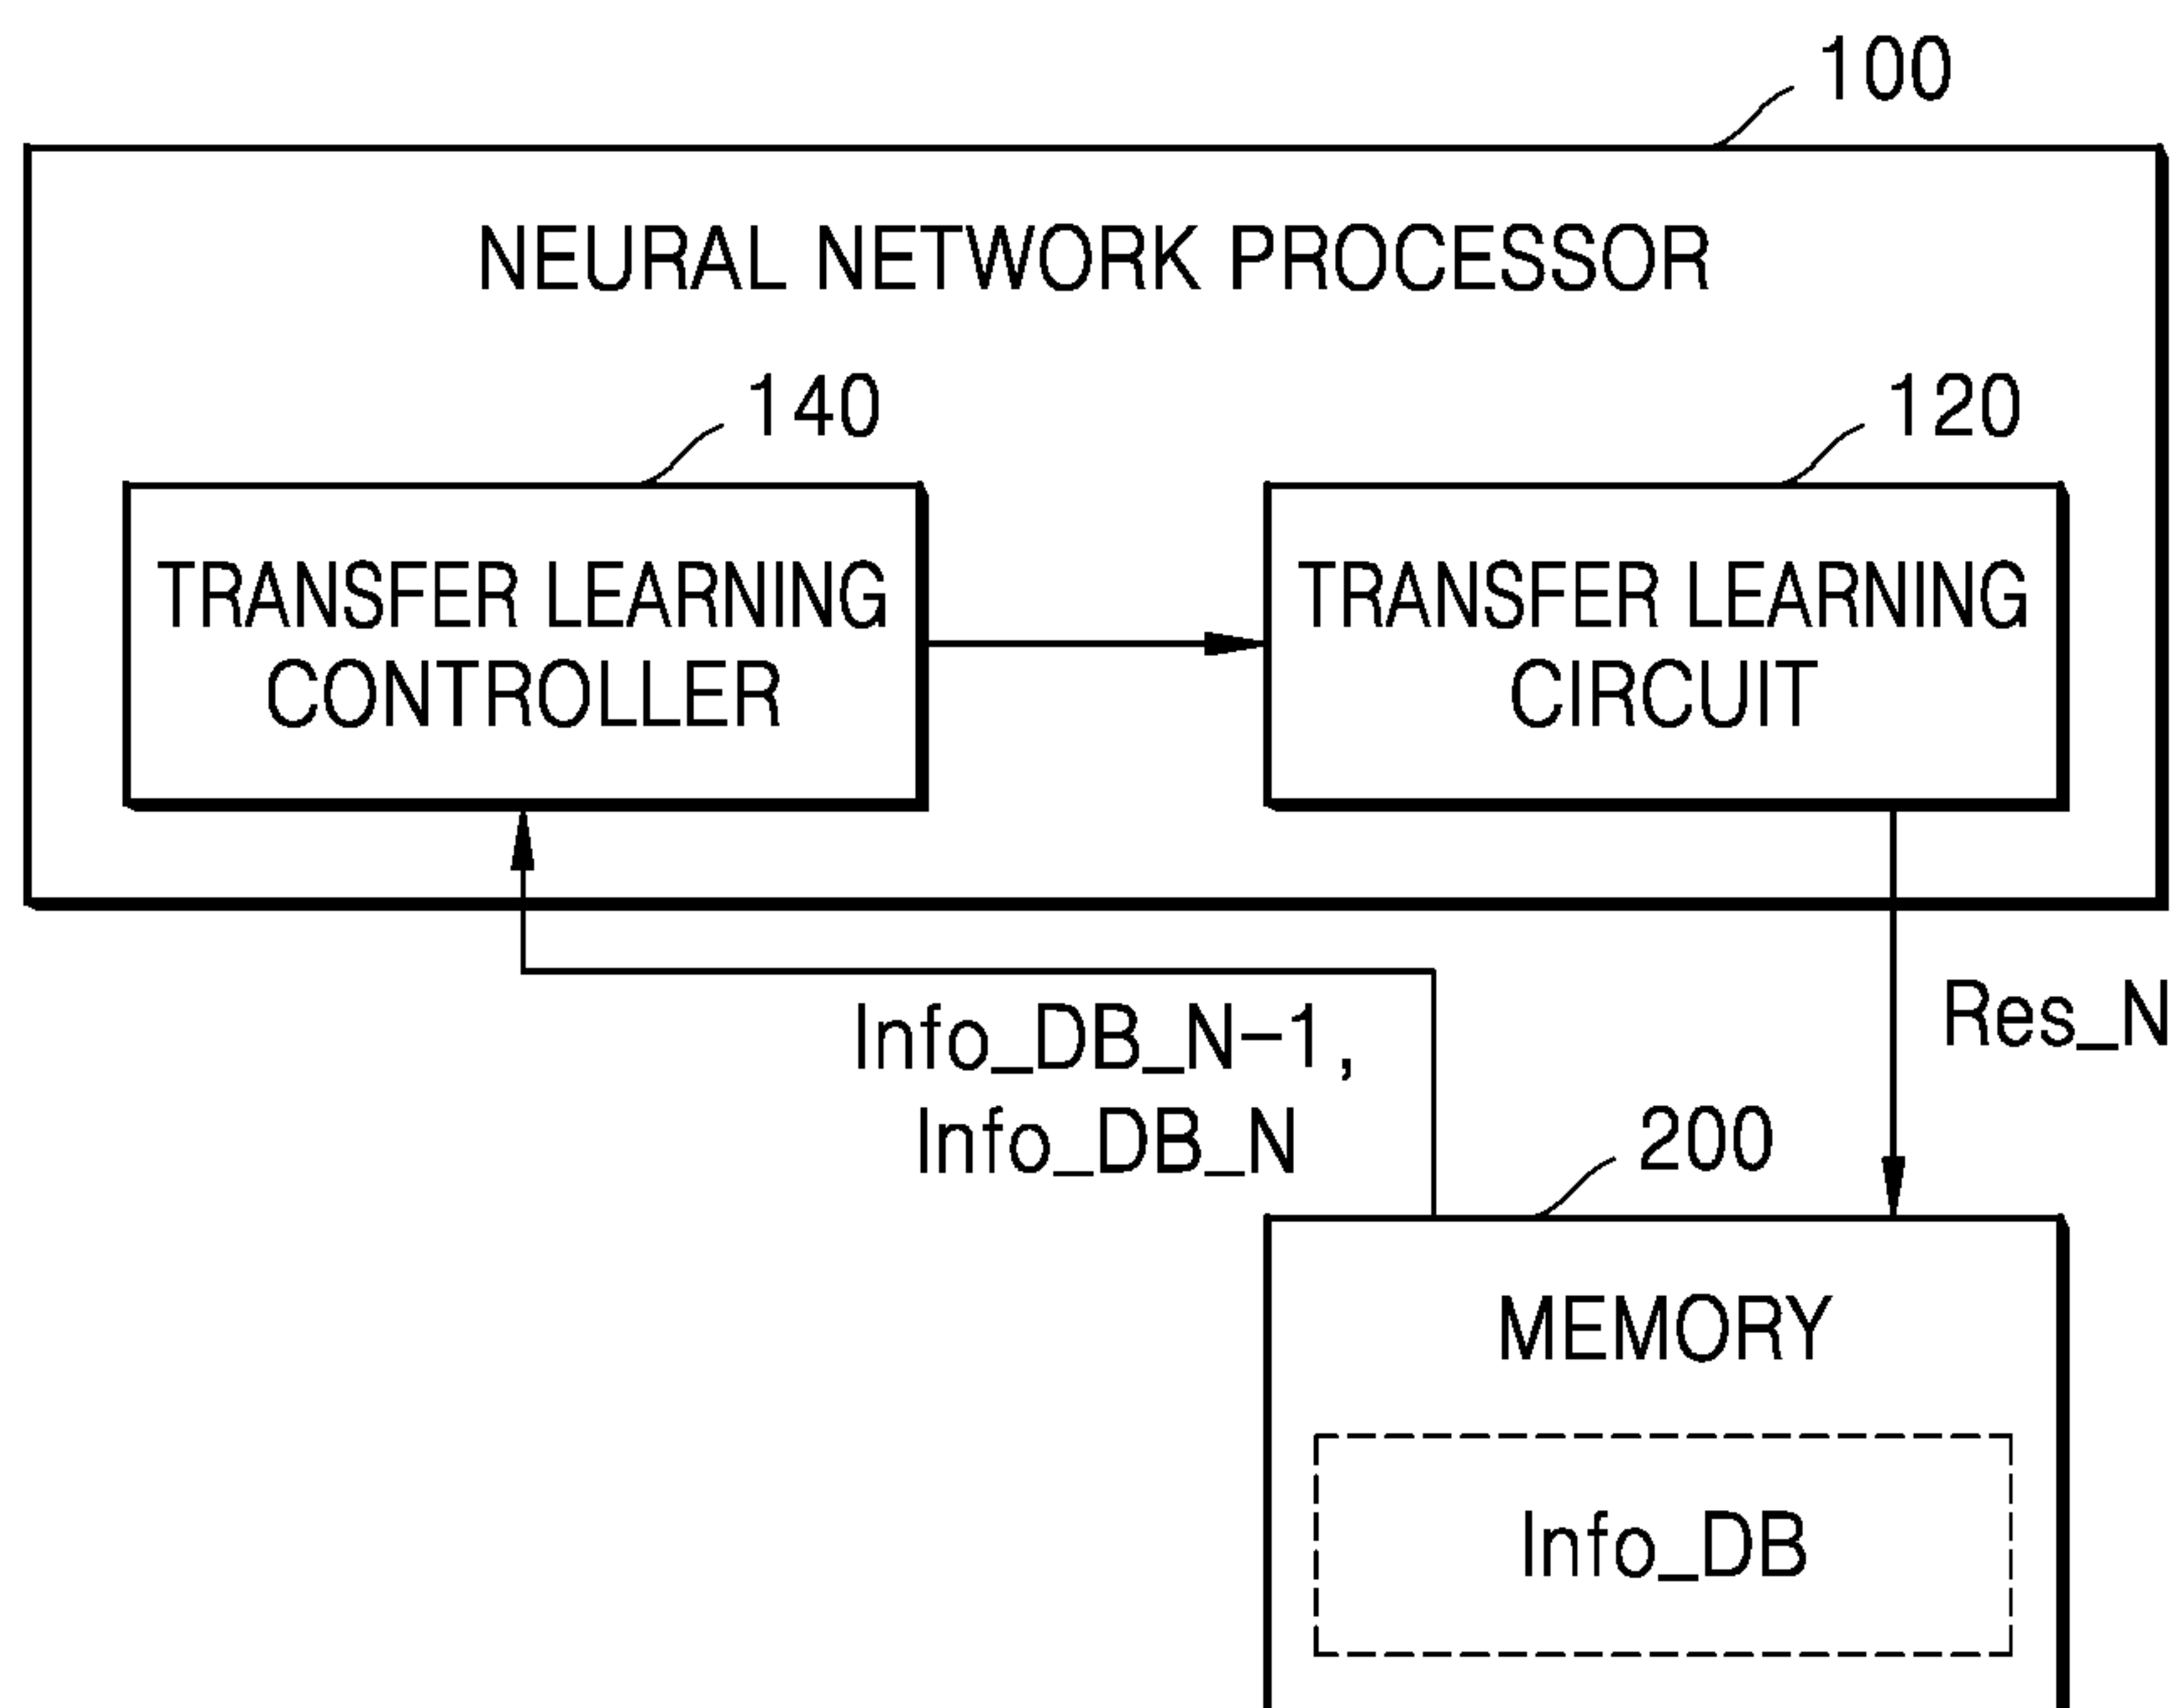 100
NEURAL NETWORK PROCESSOR
140
120
TRANSFER LEARNING
CONTROLLER
TRANSFER LEARNING
CIRCUIT
Info_DB_N-1,
Info_DB_N
Res_N
200
MEMORY
Info_DB